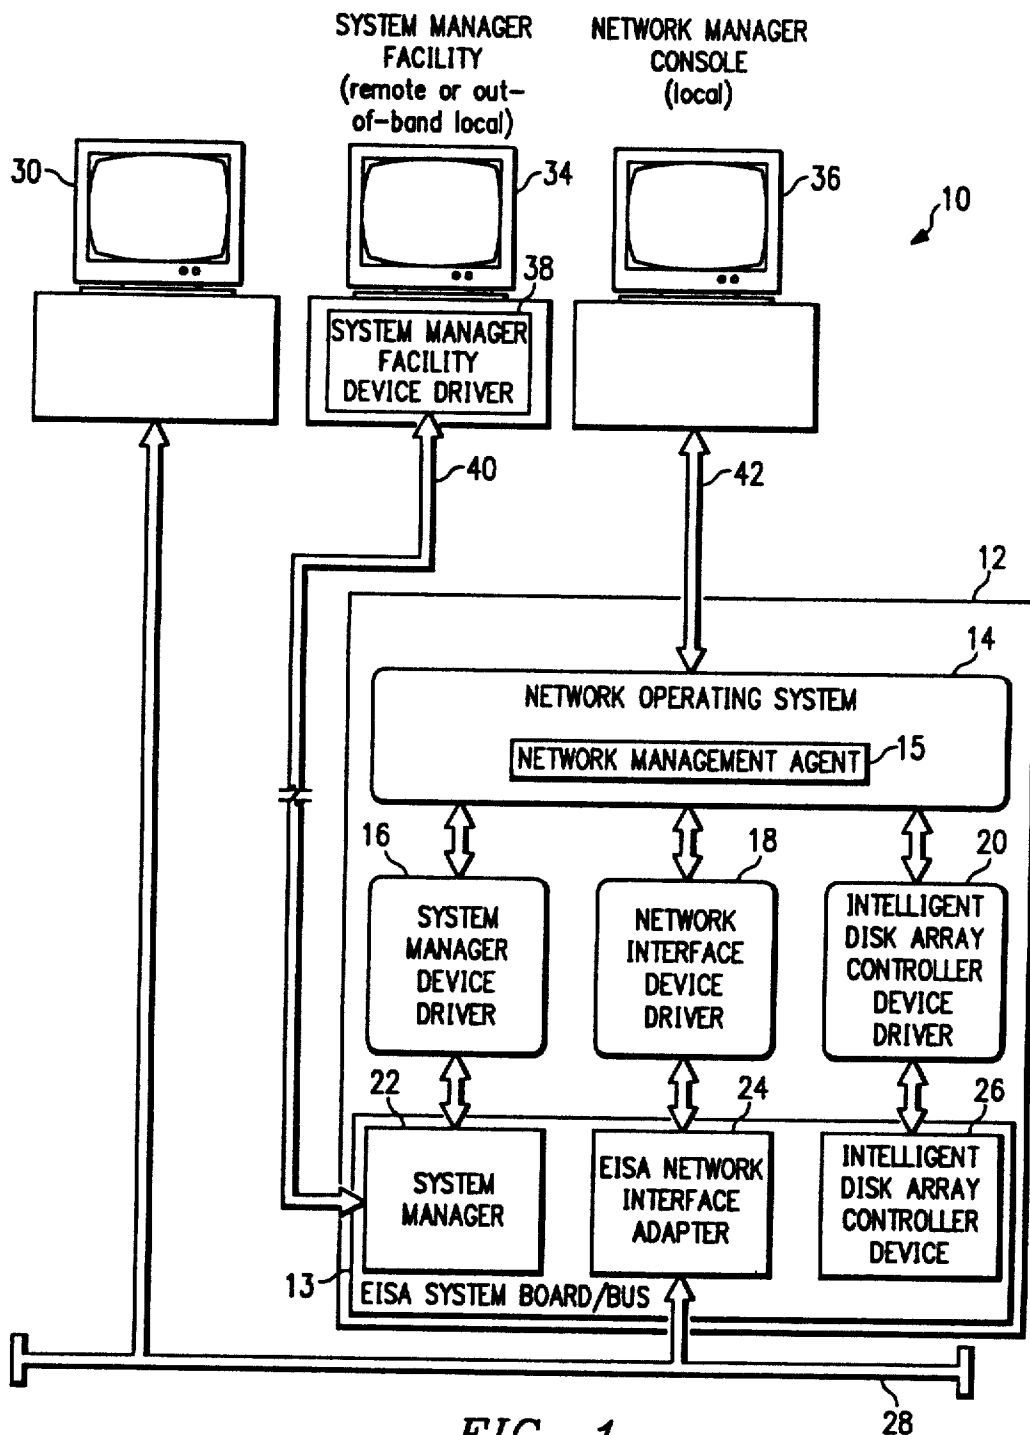 SYSTEM MANAGER
FACILITY
(remote or out-
of-band local)
NETWORK MANAGER
CONSOLE
(local)
30
34
36
10
38
SYSTEM MANAGER
FACILITY
DEVICE DRIVER
40
42
12
14
NETWORK OPERATING SYSTEM
NETWORK MANAGEMENT AGENT
15
16
18
20
SYSTEM
MANAGER
DEVICE
DRIVER
NETWORK
INTERFACE
DEVICE
DRIVER
INTELLIGENT
DISK ARRAY
CONTROLLER
DEVICE
DRIVER
22
24
26
SYSTEM
MANAGER
EISA NETWORK
INTERFACE
ADAPTER
INTELLIGENT
DISK ARRAY
CONTROLLER
DEVICE
13
EISA SYSTEM BOARD/BUS
28
FIG. 1